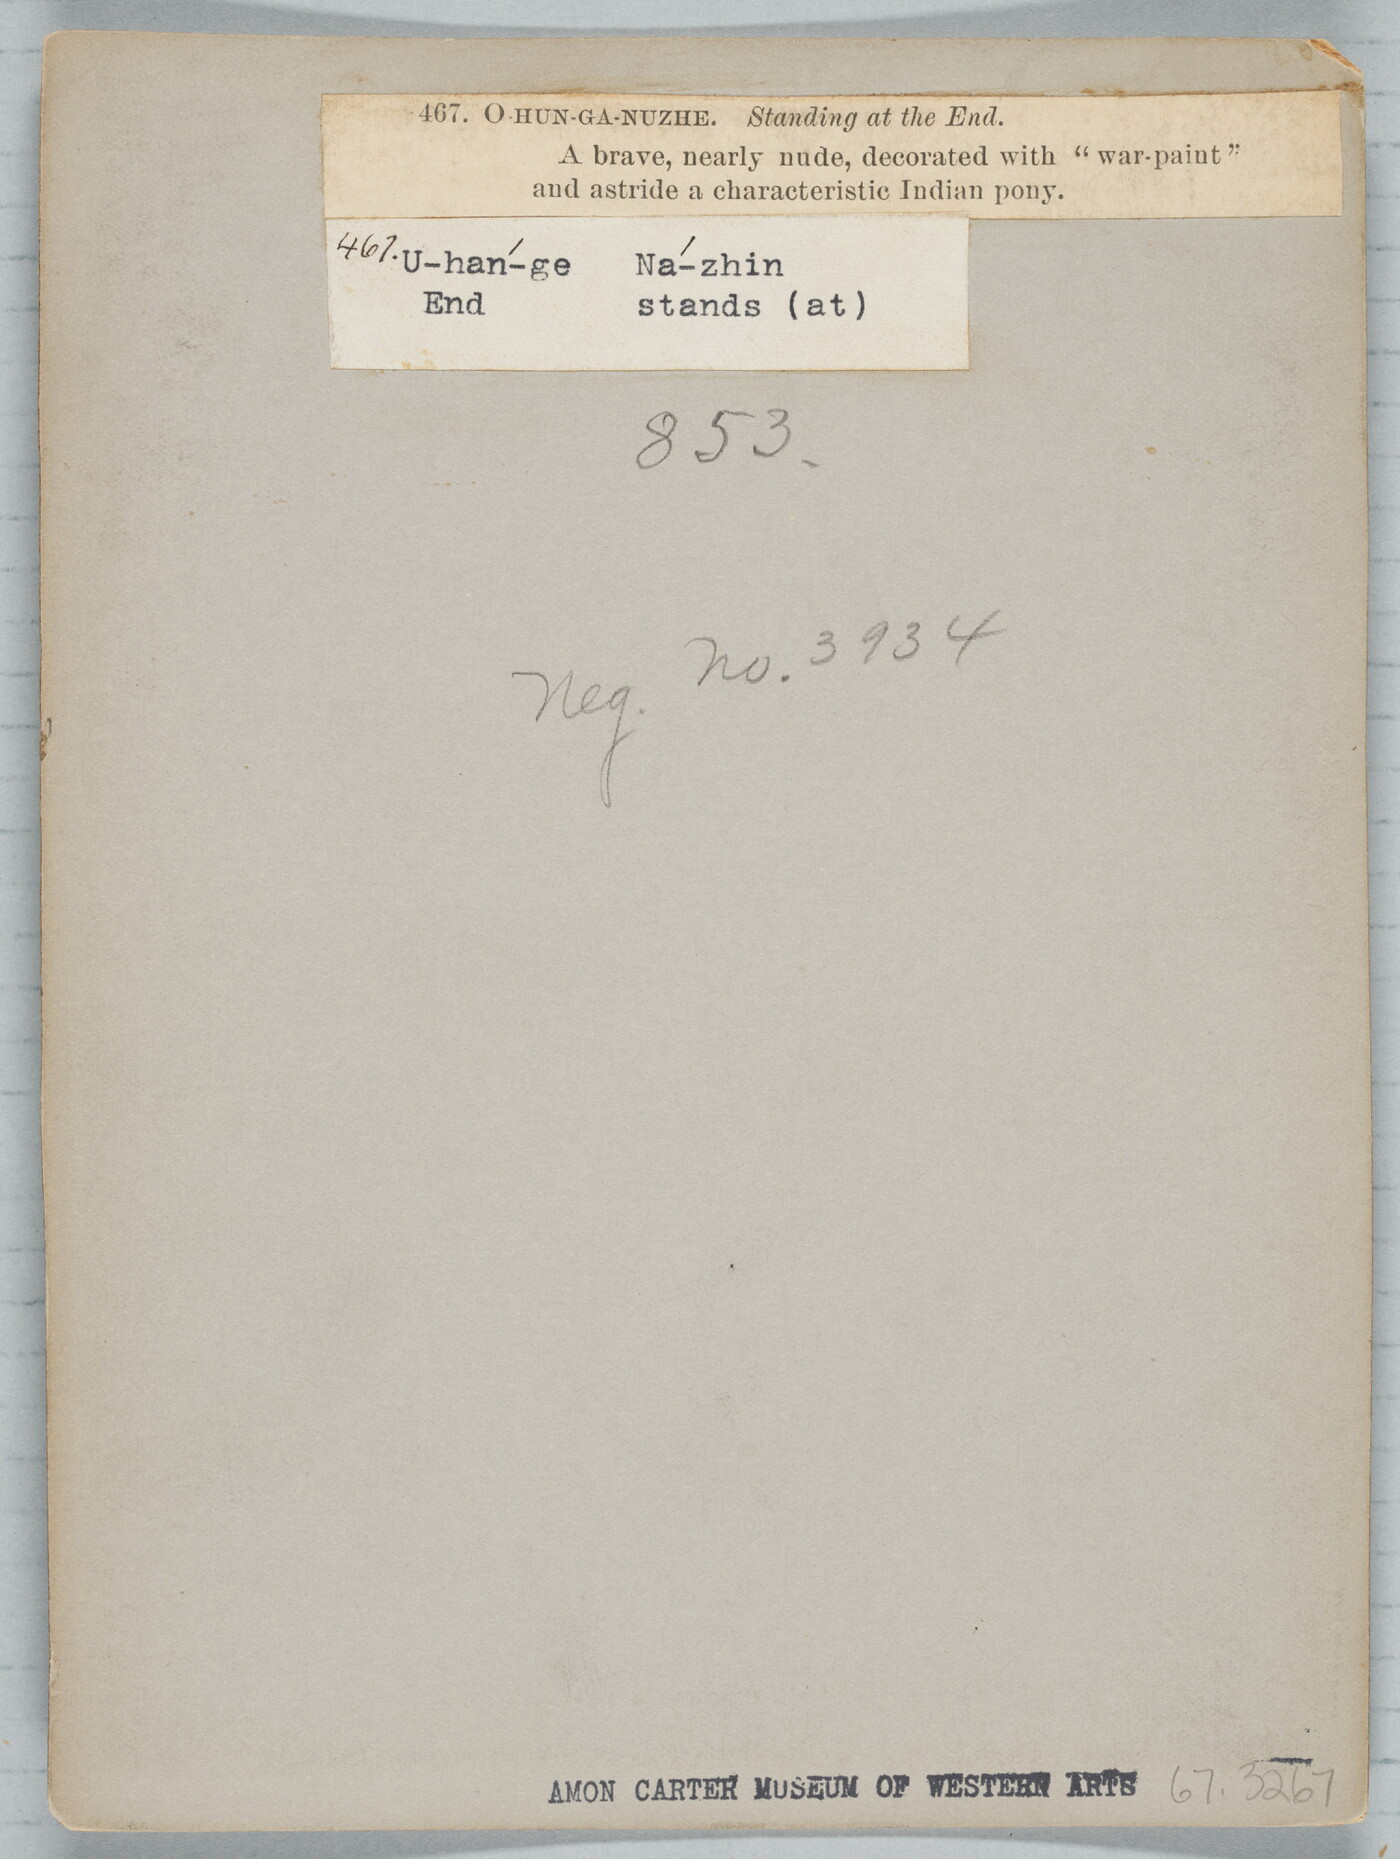 467. O-HUN-GA-NUZHE. Standing at the End.
A brave, nearly nude, decorated with “war-paint”
and astride a characteristic Indian pony.
467. U-han′-ge Na′-zhin
End stands (at)
853.
Neg. No. 3934
AMON CARTER MUSEUM OF WESTERN ARTS 67.3267